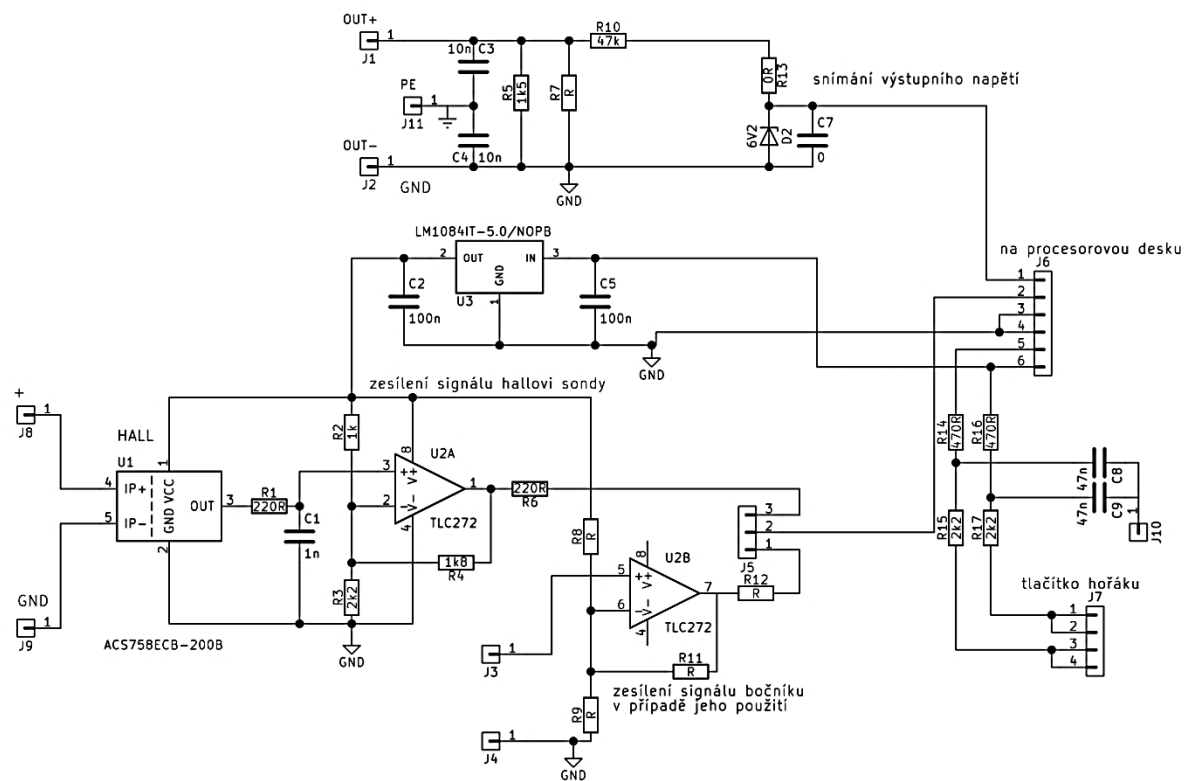 OUT+
J1
1
10n
C3
R5
1k5
R7
R
R10
47k
0R
R13
snímání výstupního napětí
PE
J11
1
6V2
D2
C7
0
OUT-
J2
1
C4
10n
GND
GND
LM1084IT-5.0/NOPB
2
OUT
IN
3
GND
1
U3
C2
100n
C5
100n
GND
na procesorovou desku
J6
1
2
3
4
5
6
zesílení signálu hallovi sondy
+
J8
1
HALL
U1
4
IP+
5
IP-
GND
VCC
1
2
OUT
3
ACS758ECB-200B
GND
J9
1
R1
220R
C1
1n
R2
1k
R3
2k2
R4
1k8
GND
U2A
3
+
V+
8
2
-
V-
4
1
TLC272
220R
R6
R8
R
U2B
5
+
V+
8
6
-
V-
4
7
TLC272
J5
3
2
1
R12
R
R11
R
R9
R
J3
1
J4
1
GND
zesílení signálu bočníku
v případě jeho použití
R14
470R
R16
470R
R15
2k2
R17
2k2
47n
C8
47n
C9
1
J10
tlačítko hořáku
J7
1
2
3
4